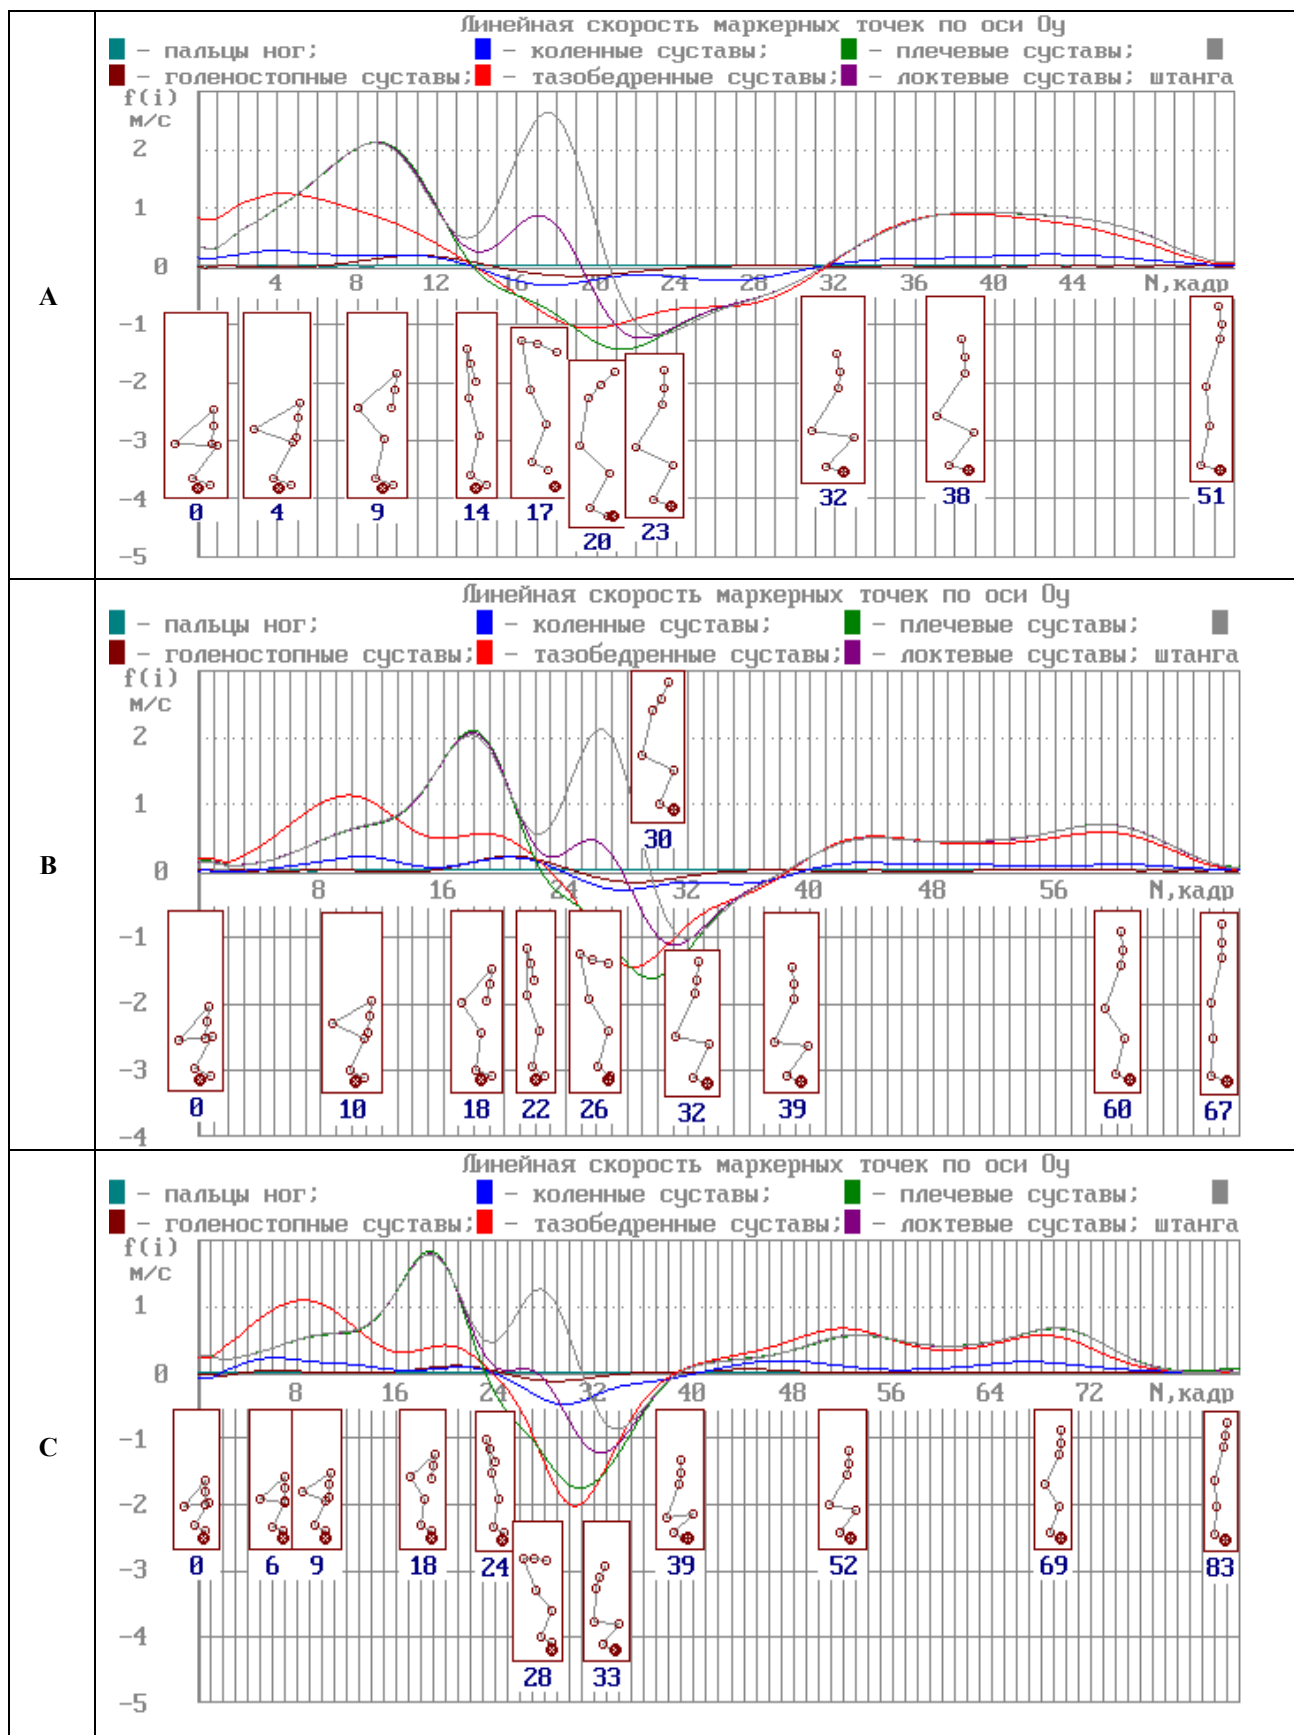 A
Линейная скорость маркерных точек по оси Oy
– пальцы ног; – коленные суставы; – плечевые суставы;
– голеностопные суставы; – тазобедренные суставы; – локтевые суставы; штанга
f(i)
м/с
2
1
0
4 8 12 16 20 24 28 32 36 40 44 N,кадр
-1
-2
-3
-4
-5
0 4 9 14 17 20 23 32 38 51
B
Линейная скорость маркерных точек по оси Oy
– пальцы ног; – коленные суставы; – плечевые суставы;
– голеностопные суставы; – тазобедренные суставы; – локтевые суставы; штанга
f(i)
м/с
2
1
30
0
8 16 24 32 40 48 56 N,кадр
-1
-2
-3
0 10 18 22 26 32 39 60 67
-4
C
Линейная скорость маркерных точек по оси Oy
– пальцы ног; – коленные суставы; – плечевые суставы;
– голеностопные суставы; – тазобедренные суставы; – локтевые суставы; штанга
f(i)
м/с
1
0
8 16 24 32 40 48 56 64 72 N,кадр
-1
-2
0 6 9 18 24 39 52 69 83
-3
-4
28 33
-5